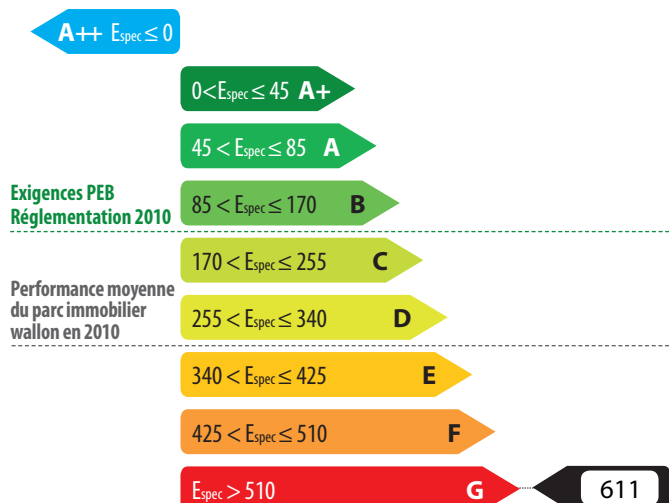 A++ Espec ≤ 0
0<Espec ≤ 45 A+
45 < Espec ≤ 85 A
Exigences PEB
Réglementation 2010
85 < Espec ≤ 170 B
170 < Espec ≤ 255 C
Performance moyenne
du parc immobilier
wallon en 2010
255 < Espec ≤ 340 D
340 < Espec ≤ 425 E
425 < Espec ≤ 510 F
Espec > 510 G 611